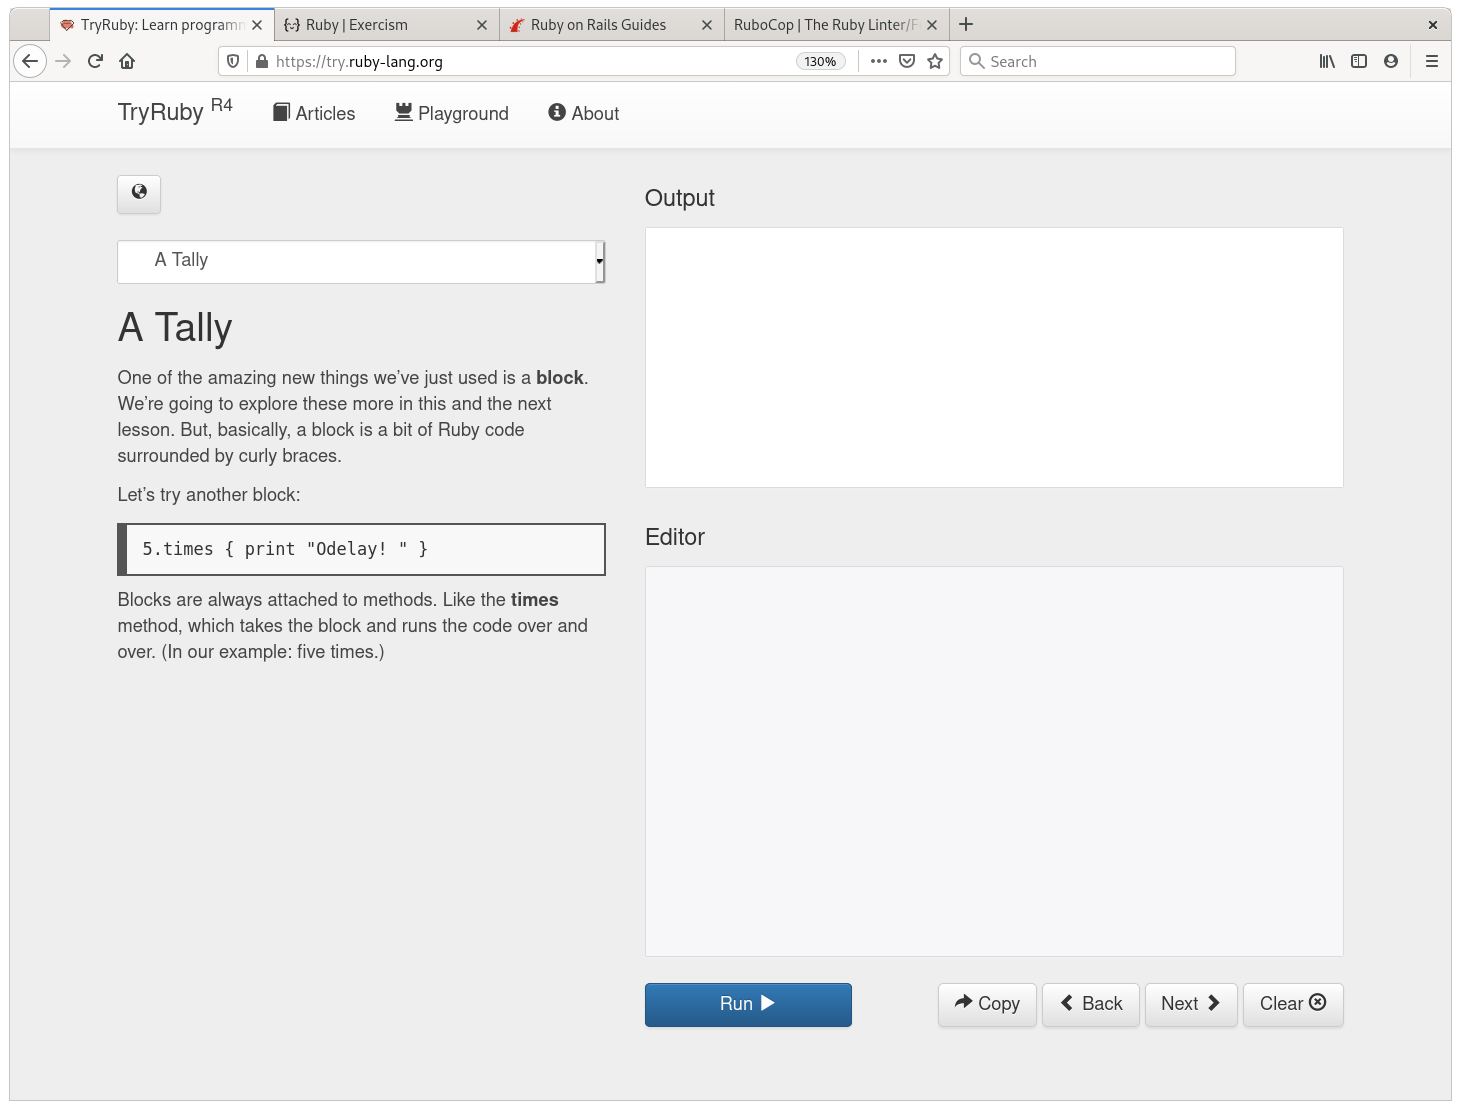 TryRuby: Learn programm
Ruby | Exercism
Ruby on Rails Guides
RuboCop | The Ruby Linter/F
https://try.ruby-lang.org
130%
Search
TryRuby R4
Articles
Playground
About
A Tally
A Tally
One of the amazing new things we’ve just used is a block.
We’re going to explore these more in this and the next
lesson. But, basically, a block is a bit of Ruby code
surrounded by curly braces.
Let’s try another block:
5.times { print "Odelay! " }
Blocks are always attached to methods. Like the times
method, which takes the block and runs the code over and
over. (In our example: five times.)
Output
Editor
Run
Copy
Back
Next
Clear